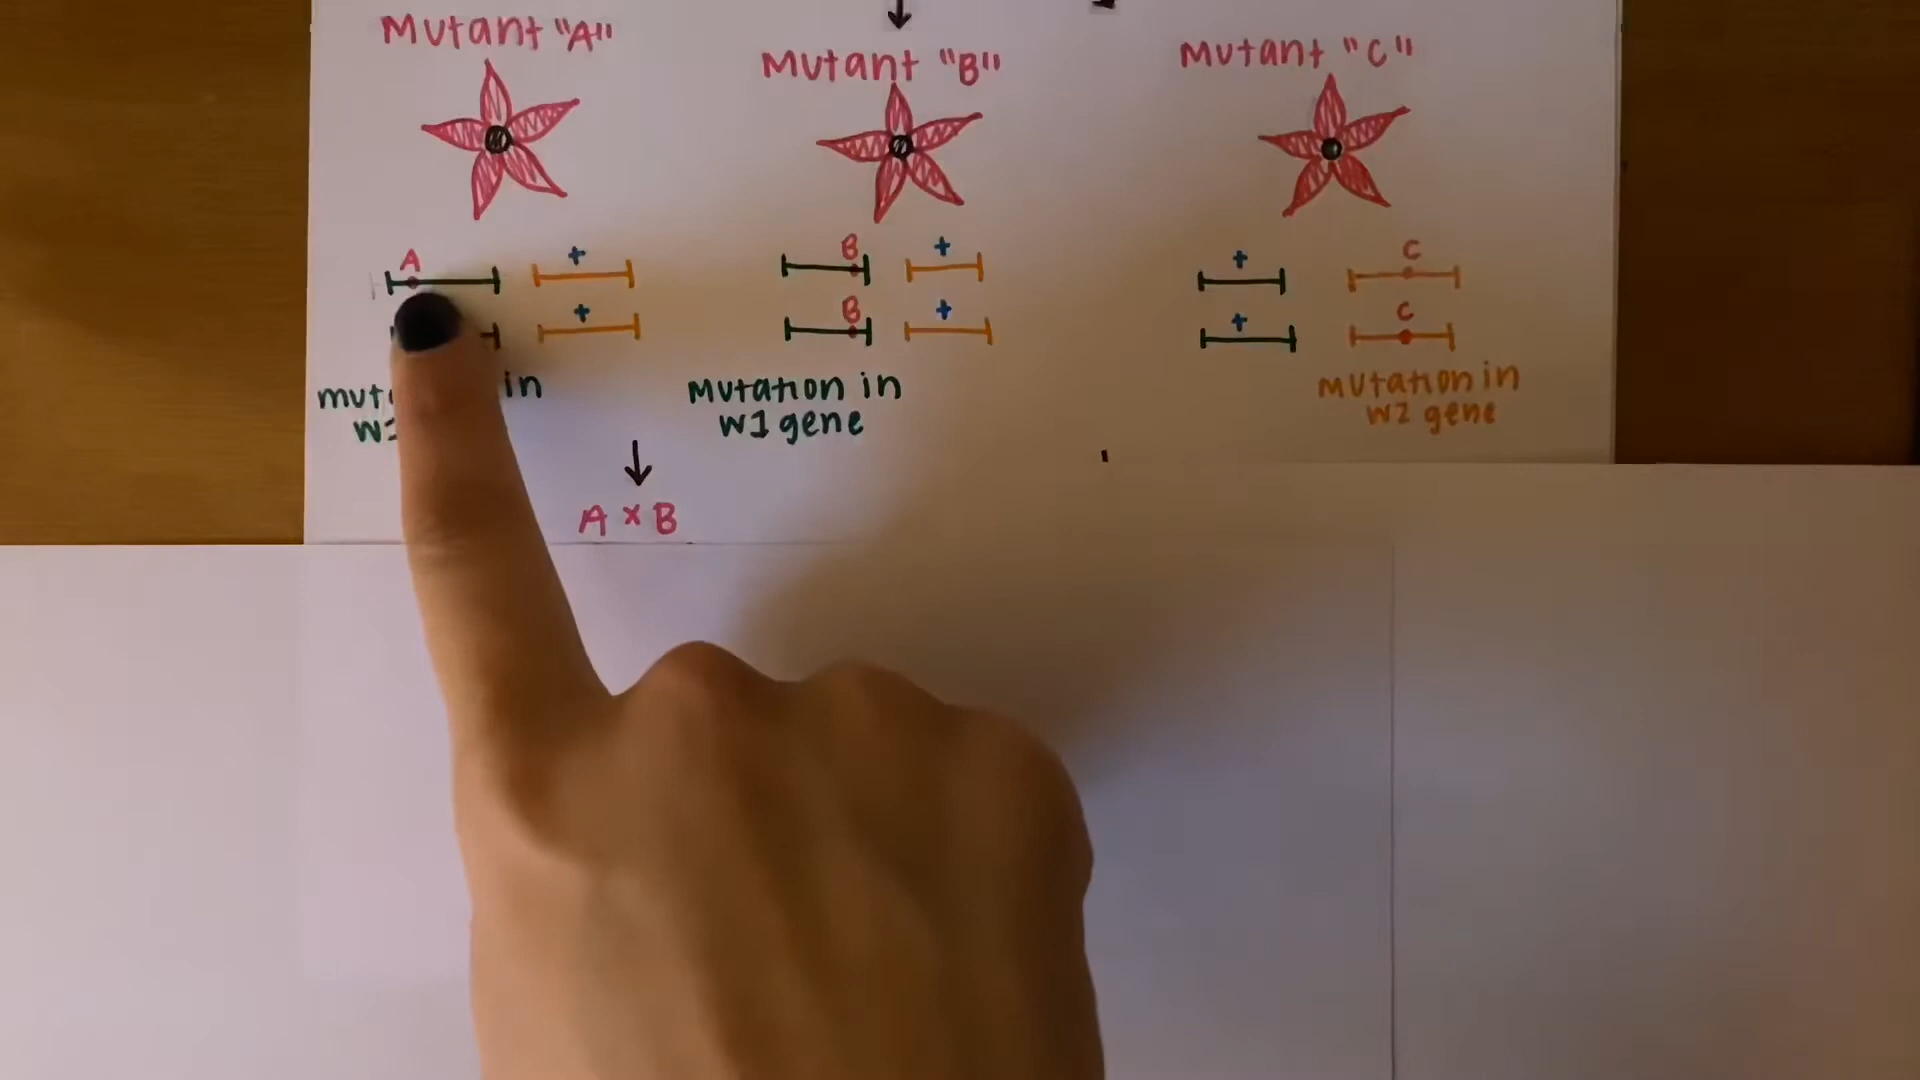 Mutant "A"
Mutant "B"
Mutant "C"
A
+
B
+
+
C
+
B
+
+
C
in
Mutation in
W1 gene
Mutation in
W2 gene
A × B